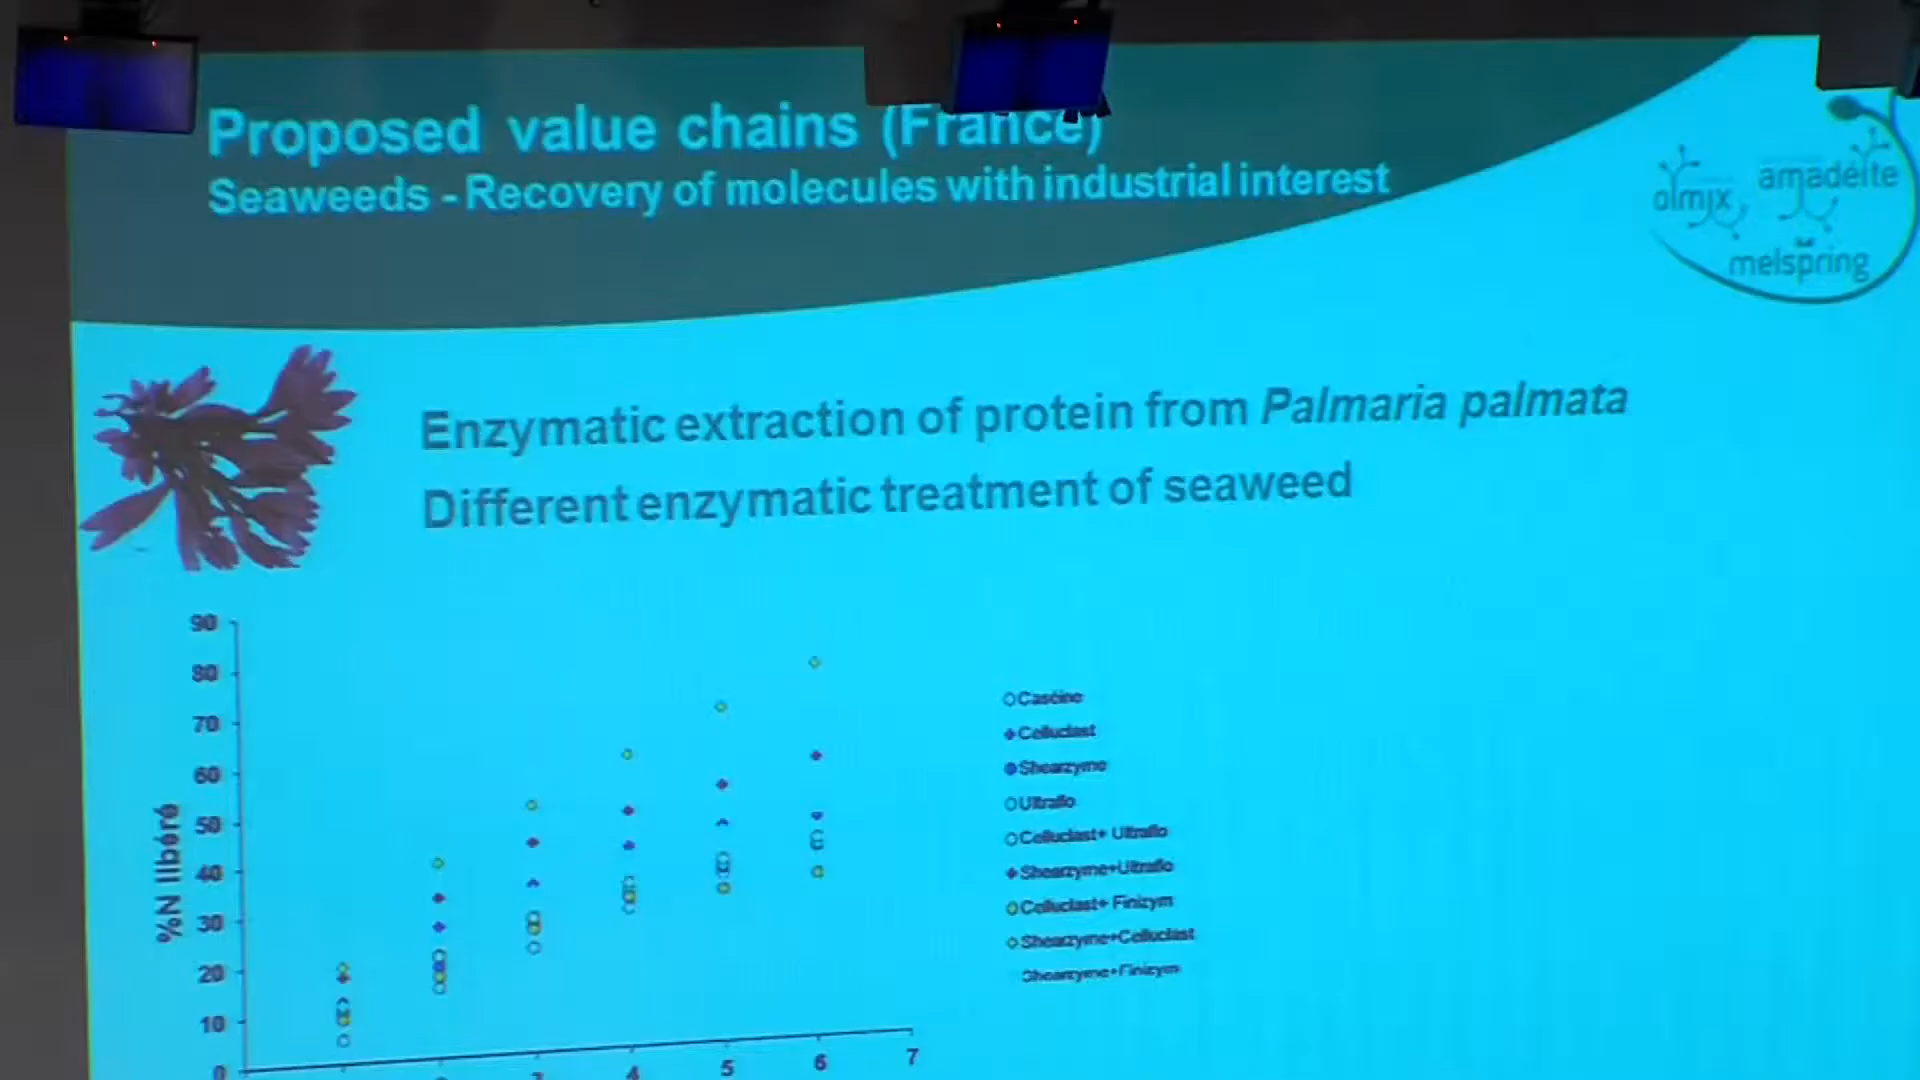 Proposed value chains (France)
Seaweeds - Recovery of molecules with industrial interest
olmix
amadéite
melspring
Enzymatic extraction of protein from Palmaria palmata
Different enzymatic treatment of seaweed
90
80
70
60
50
40
30
20
10
0
%N libéré
4
5
6
7
Caséine
Celluclast
Shearzyme
Ultraflo
Celluclast+ Ultraflo
Shearzyme+Ultraflo
Celluclast+ Finizym
Shearzyme+Celluclast
Shearzyme+Finizym